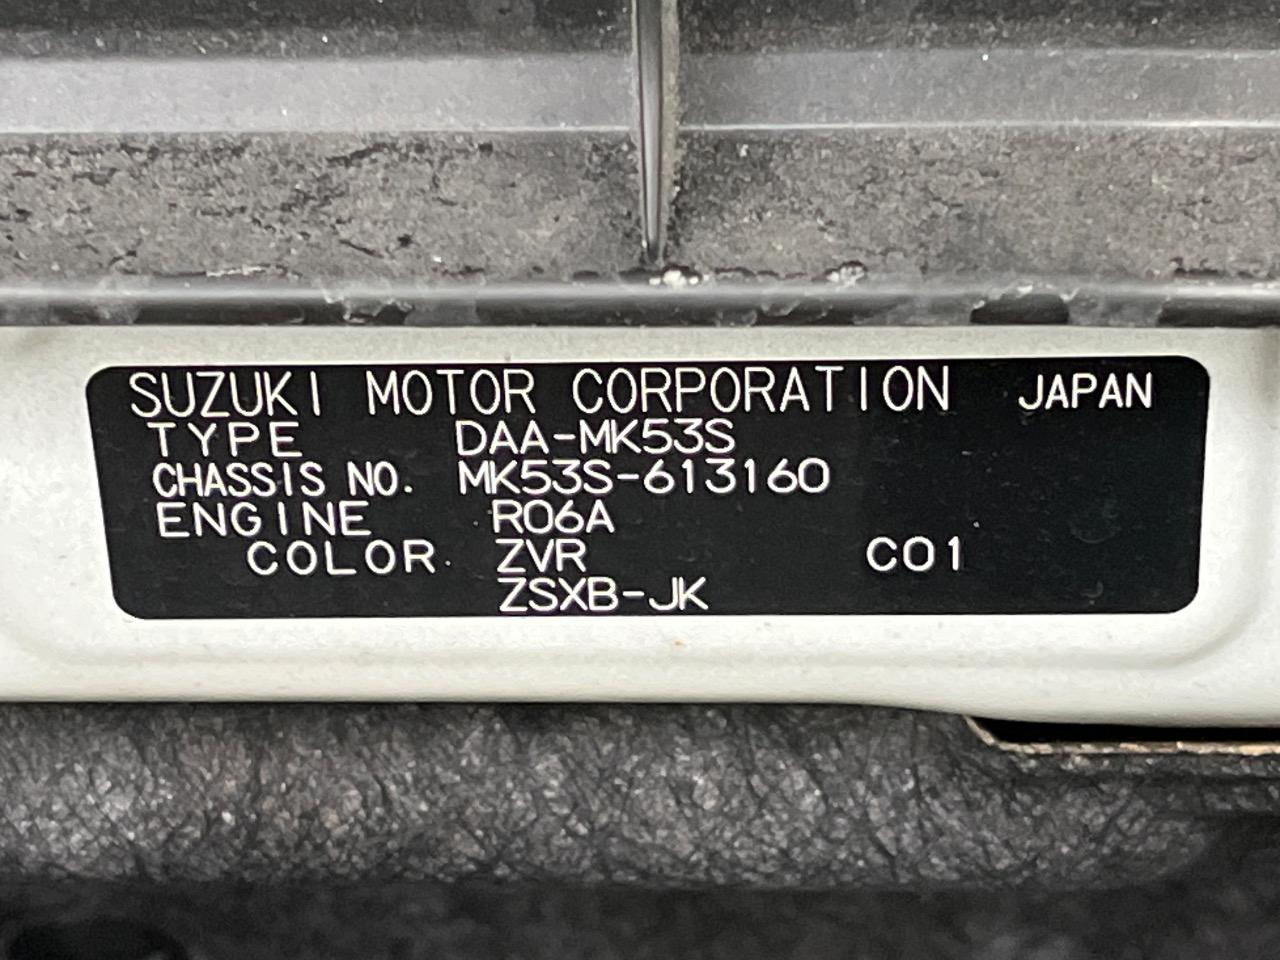 SUZUKI MOTOR CORPORATION JAPAN
TYPE DAA-MK53S
CHASSIS NO. MK53S-613160
ENGINE R06A
COLOR ZVR C01
ZSXB-JK